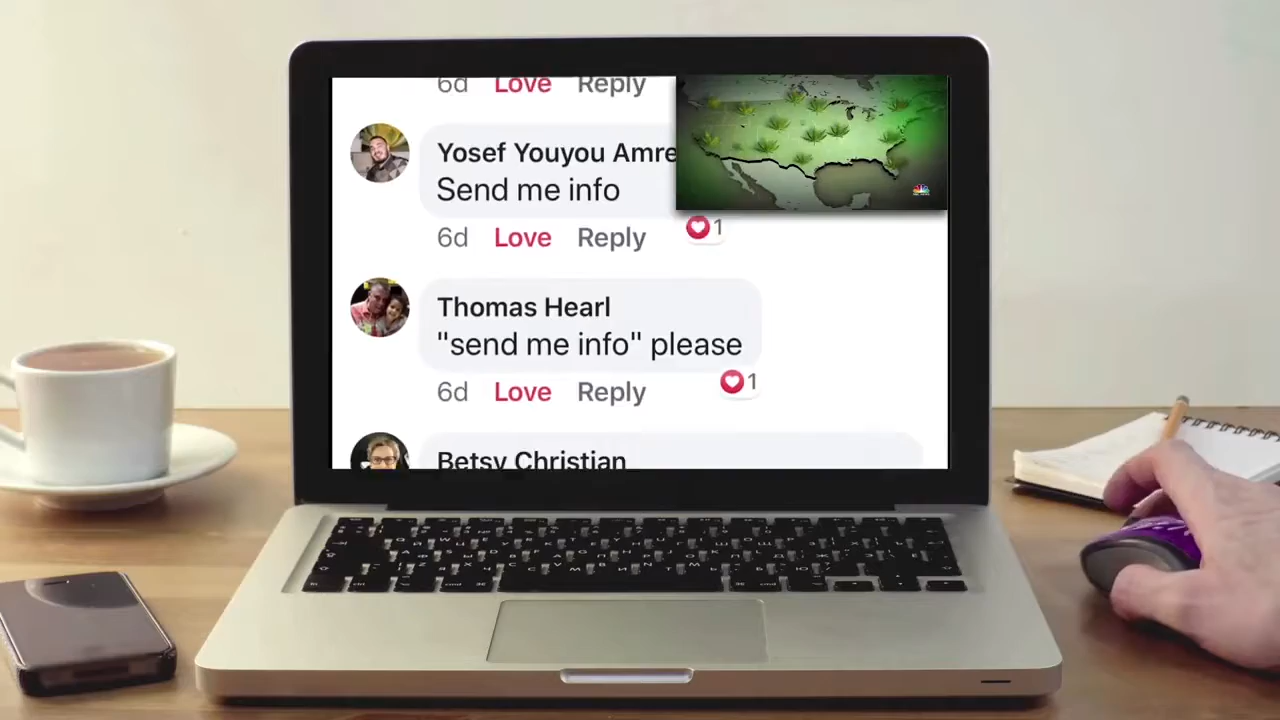 6d Love Reply
Yosef Youyou Amre
Send me info
6d Love Reply 1
Thomas Hearl
"send me info" please
6d Love Reply 1
Betsy Christian